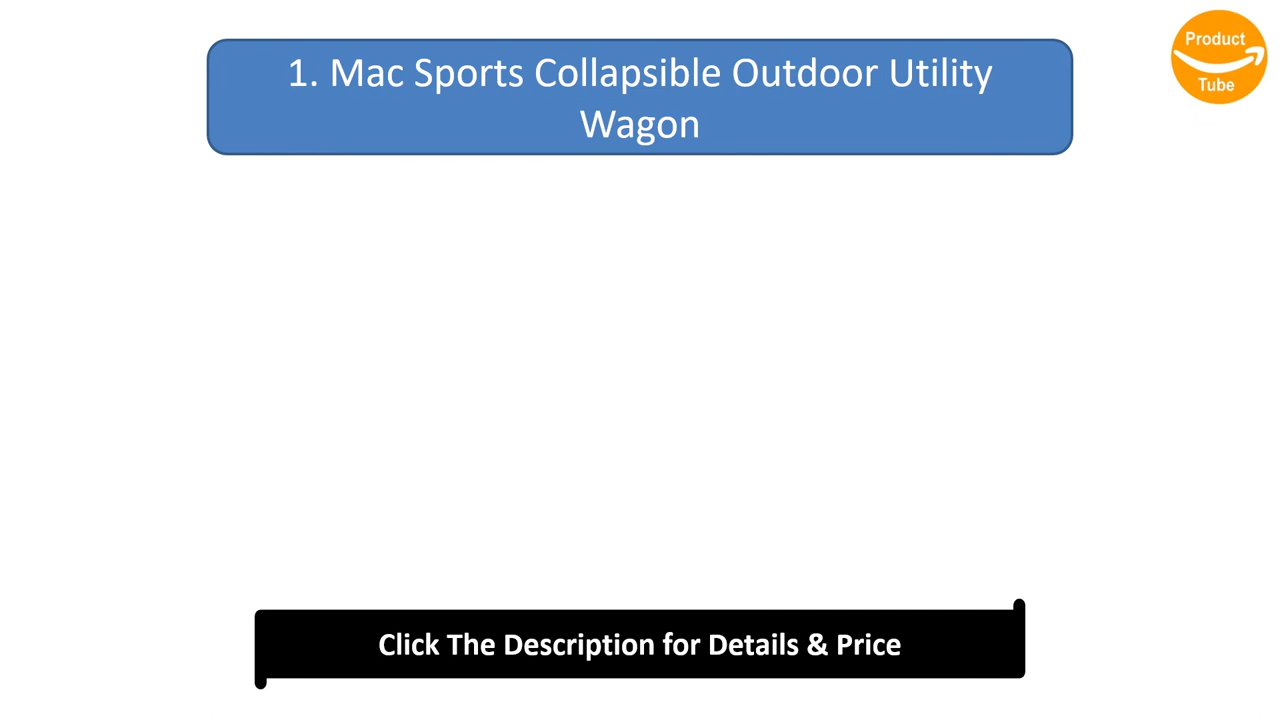 1. Mac Sports Collapsible Outdoor Utility
Wagon
Product
Tube
Click The Description for Details & Price